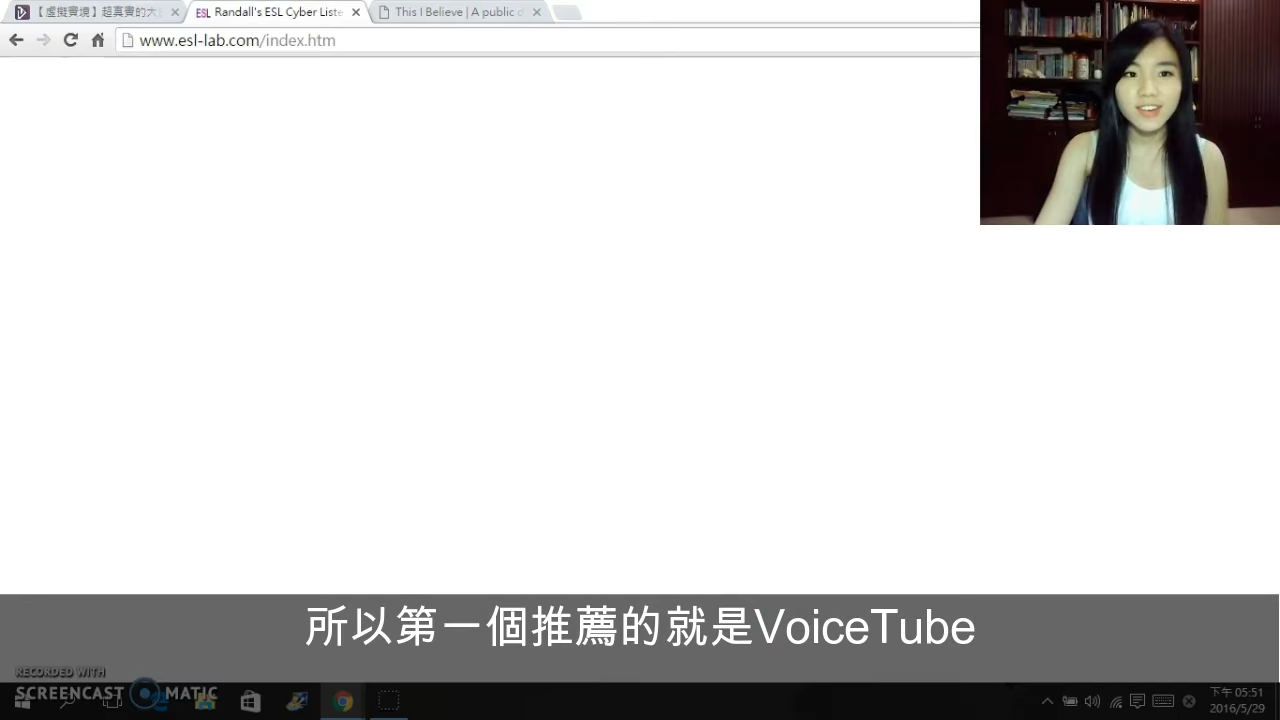 【虛擬實境】超真實的大
Randall's ESL Cyber Liste
This I Believe | A public d
www.esl-lab.com/index.htm
所以第一個推薦的就是VoiceTube
RECORDED WITH
SCREENCAST MATIC
下午 05:51
2016/5/29